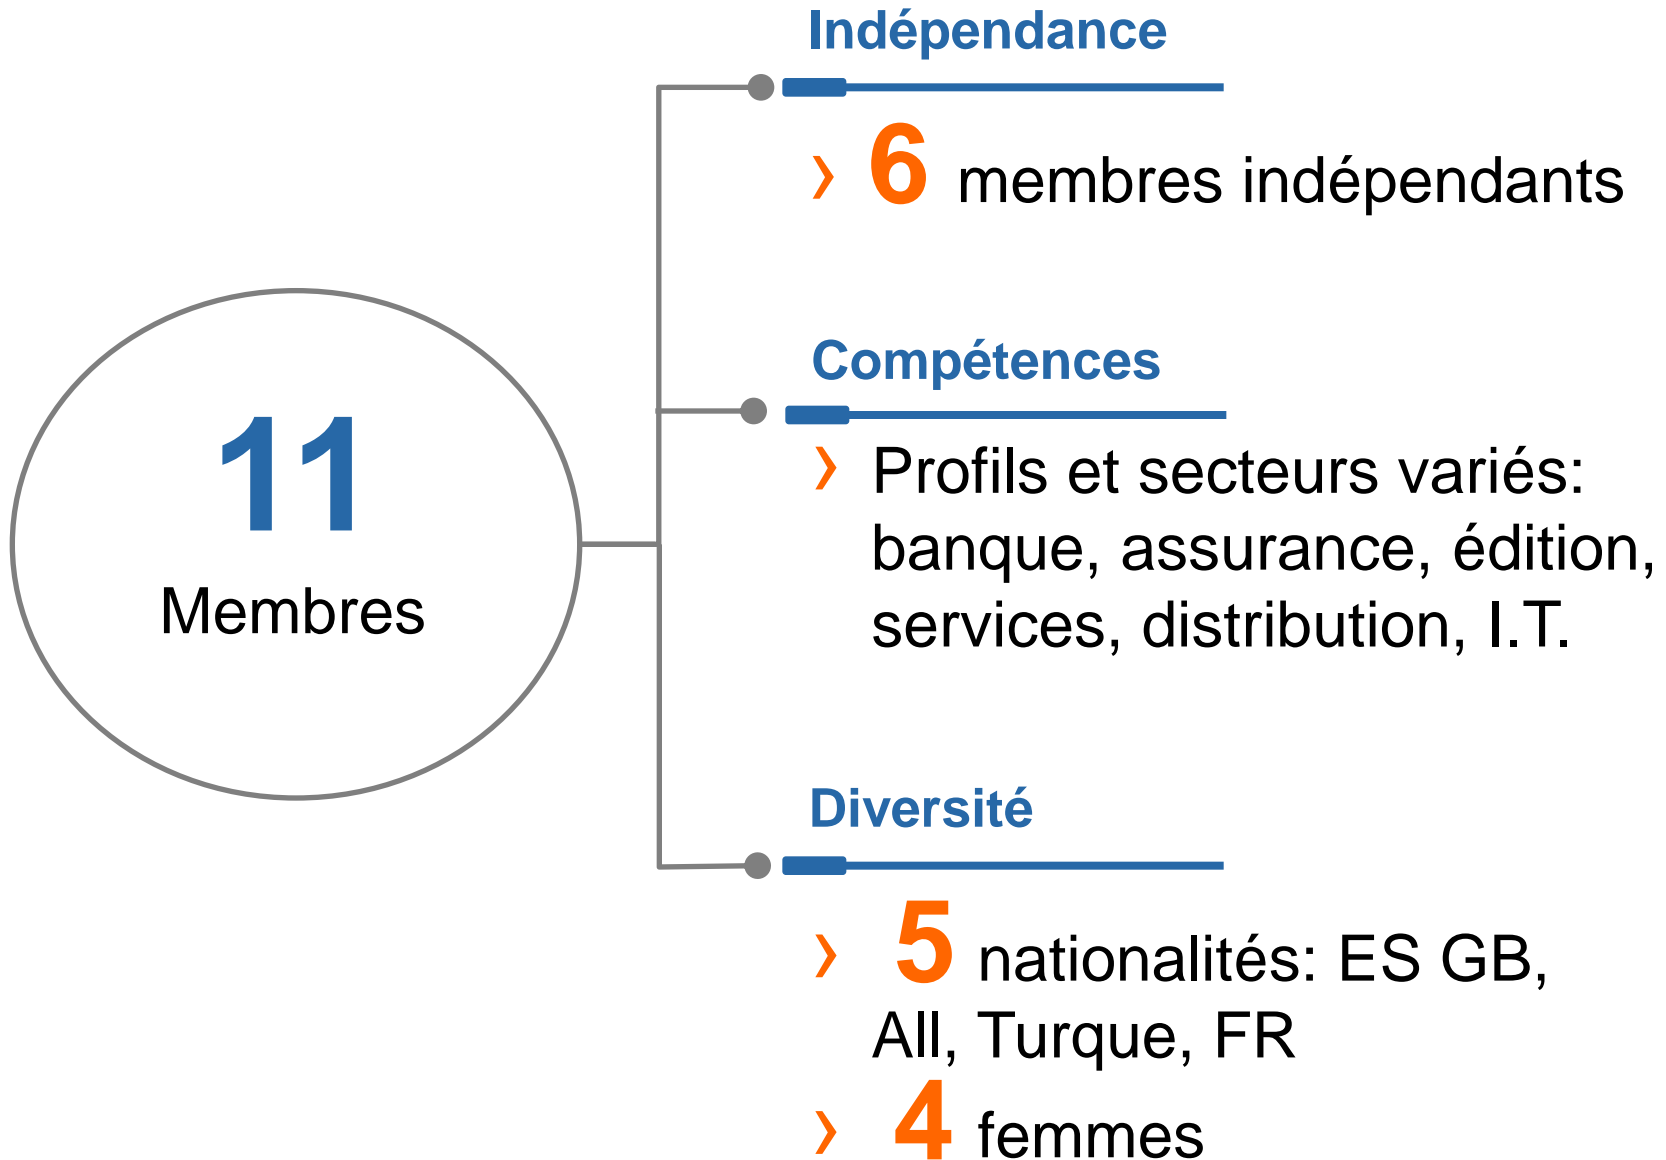 11
Membres
Indépendance
› 6 membres indépendants
Compétences
› Profils et secteurs variés:
banque, assurance, édition,
services, distribution, I.T.
Diversité
› 5 nationalités: ES GB,
All, Turque, FR
› 4 femmes